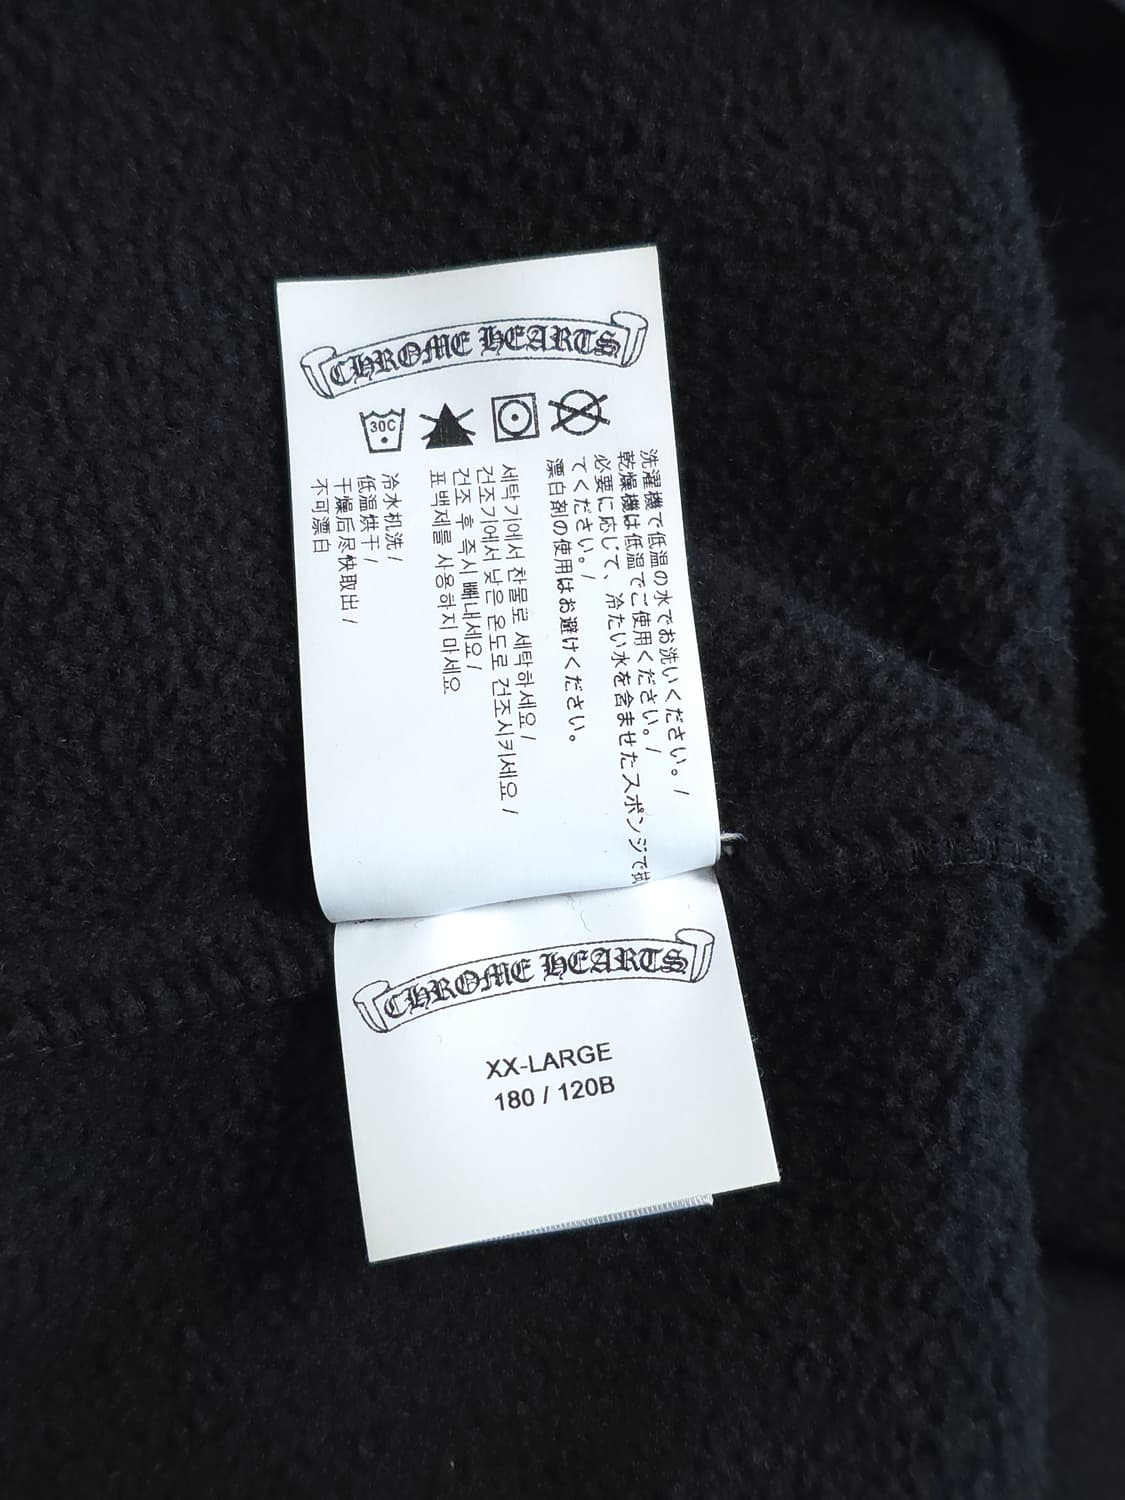 CHROME HEARTS
30C
洗濯機で低温の水でお洗いください。/
乾燥機は低温でご使用ください。/
必要に応じて、冷たい水を含ませたスポンジで拭
てください。/
漂白剤の使用はお避けください。
세탁기에서 찬물로 세탁하세요 /
건조기에서 낮은 온도로 건조시키세요 /
건조 후 즉시 빼내세요 /
표백제를 사용하지 마세요
冷水机洗 /
低温烘干 /
干燥后尽快取出 /
不可漂白
CHROME HEARTS
XX-LARGE
180 / 120B